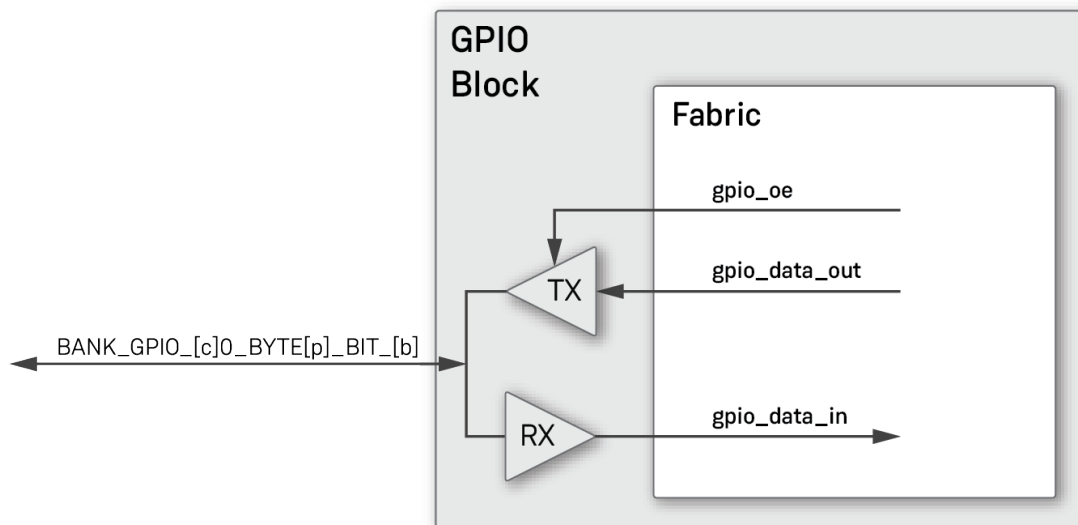 GPIO
Block
Fabric
gpio_oe
TX
gpio_data_out
BANK_GPIO_[c]0_BYTE[p]_BIT_[b]
RX
gpio_data_in